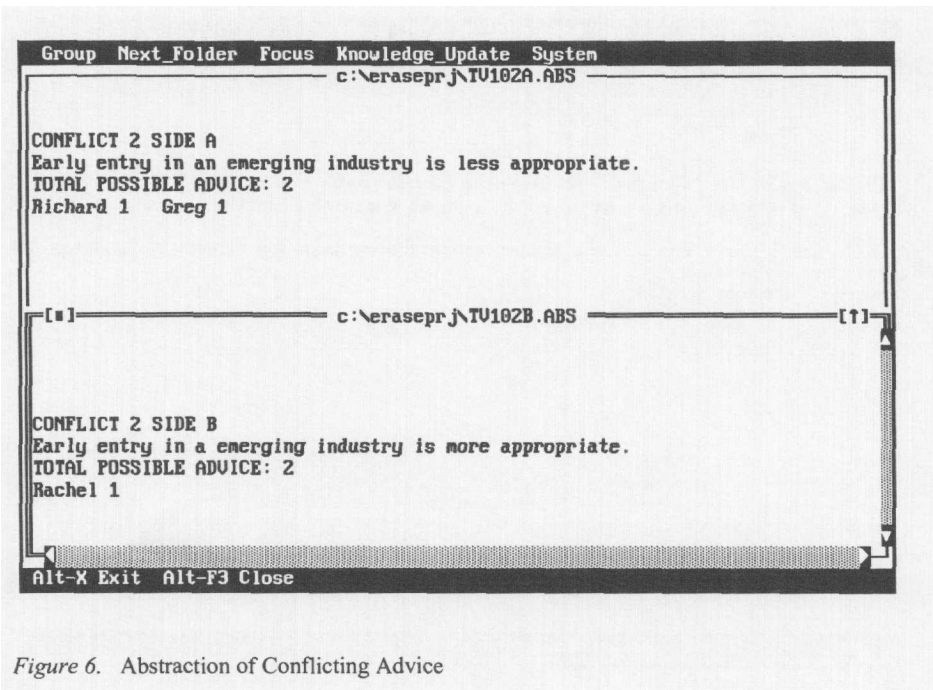 Group Next_Folder Focus Knowledge_Update System
c:\eraseprj\TV102A.ABS
CONFLICT 2 SIDE A
Early entry in an emerging industry is less appropriate.
TOTAL POSSIBLE ADVICE: 2
Richard 1 Greg 1
[▪] c:\eraseprj\TV102B.ABS [↑]
CONFLICT 2 SIDE B
Early entry in a emerging industry is more appropriate.
TOTAL POSSIBLE ADVICE: 2
Rachel 1
Alt-X Exit Alt-F3 Close
Figure 6. Abstraction of Conflicting Advice